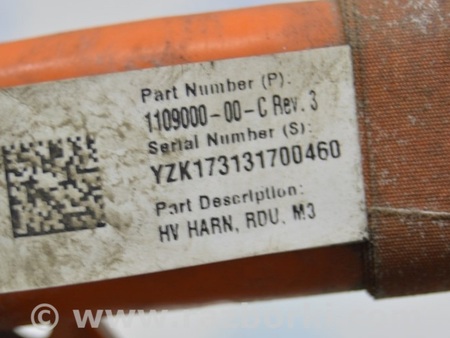 Part Number (P):
1109000-00-C Rev. 3
Serial Number (S):
YZK173131700460
Part Description:
HV HARN, RDU, M3